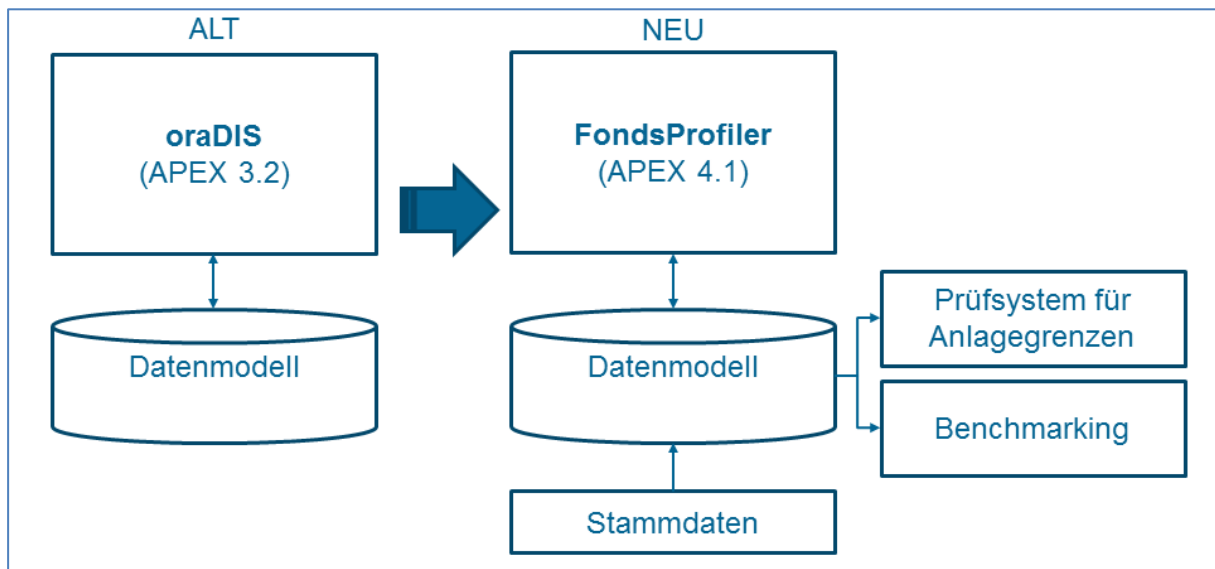 ALT
NEU
oraDIS
(APEX 3.2)
FondsProfiler
(APEX 4.1)
Datenmodell
Datenmodell
Prüfsystem für
Anlagegrenzen
Benchmarking
Stammdaten